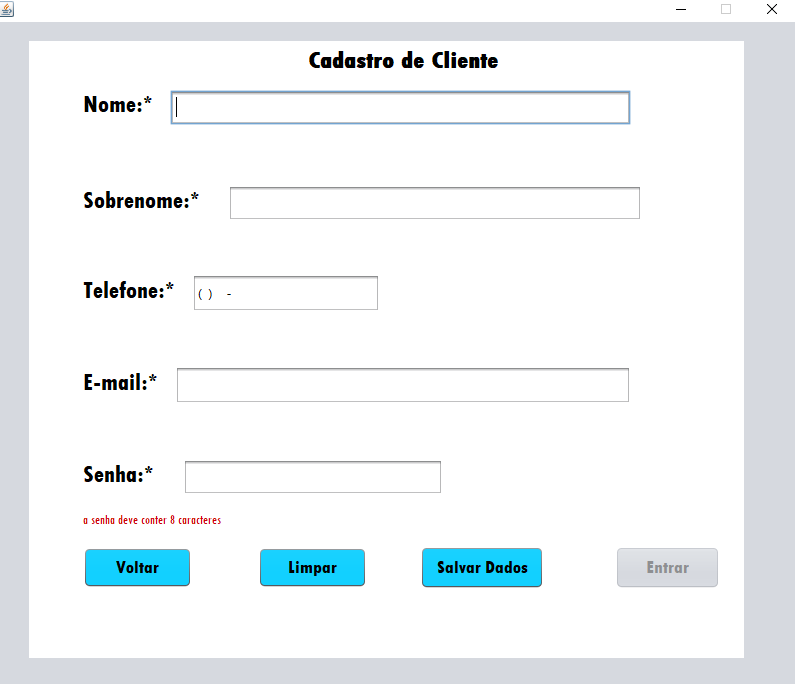 Cadastro de Cliente
Nome:*
Sobrenome:*
Telefone:* ( ) -
E-mail:*
Senha:*
a senha deve conter 8 caracteres
Voltar Limpar Salvar Dados Entrar